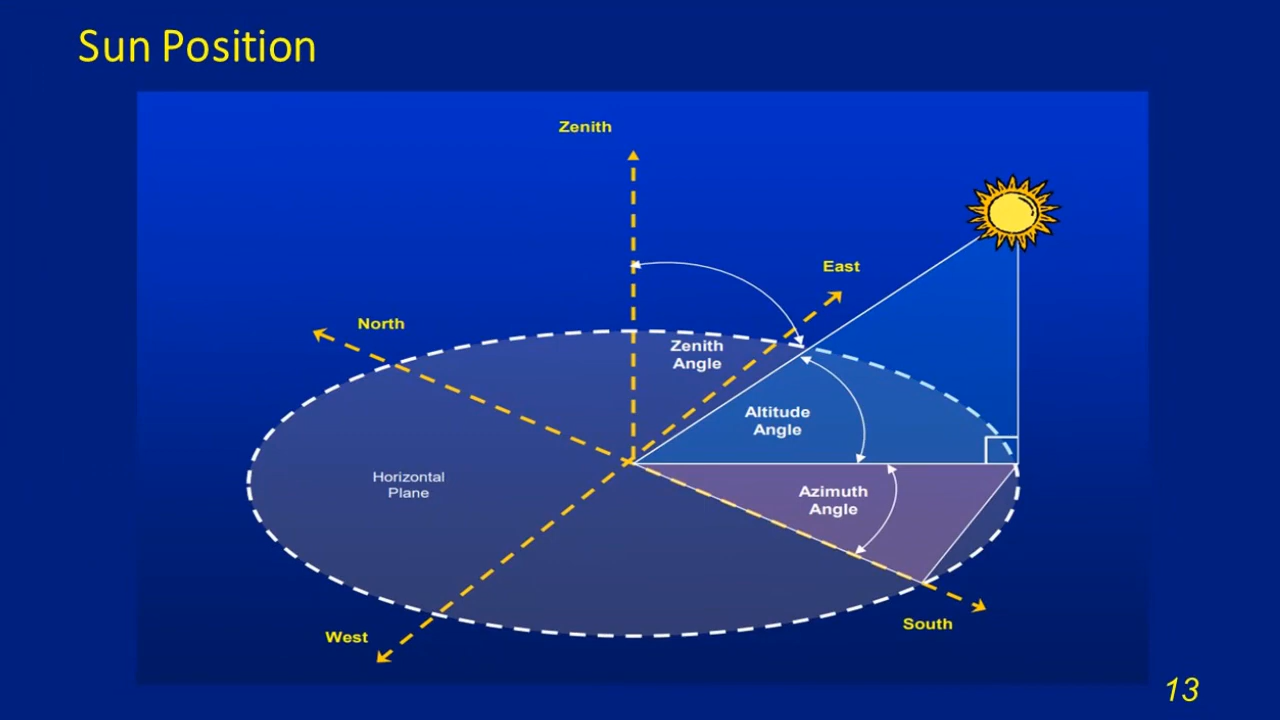 Sun Position
Zenith
East
North
Zenith
Angle
Altitude
Angle
Horizontal
Plane
Azimuth
Angle
South
West
13